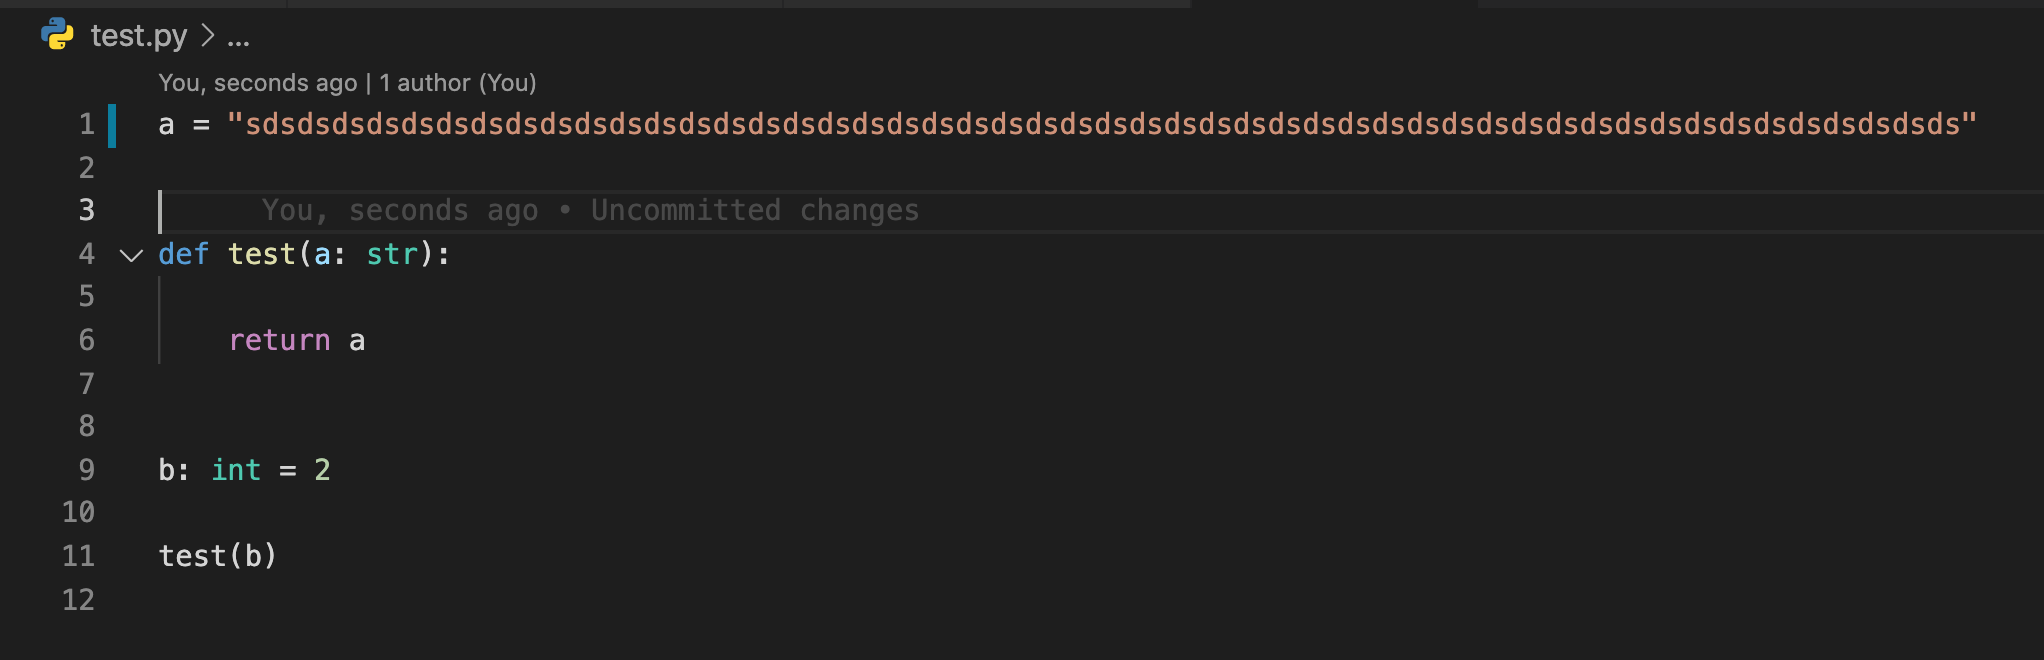 test.py > ...
You, seconds ago | 1 author (You)
1 a = "sdsdsdsdsdsdsdsdsdsdsdsdsdsdsdsdsdsdsdsdsdsdsdsdsdsdsdsdsdsdsdsdsdsdsdsdsdsdsdsdsdsdsdsdsdsdsdsdsds"
2
3 You, seconds ago • Uncommitted changes
4 def test(a: str):
5
6 return a
7
8
9 b: int = 2
10
11 test(b)
12